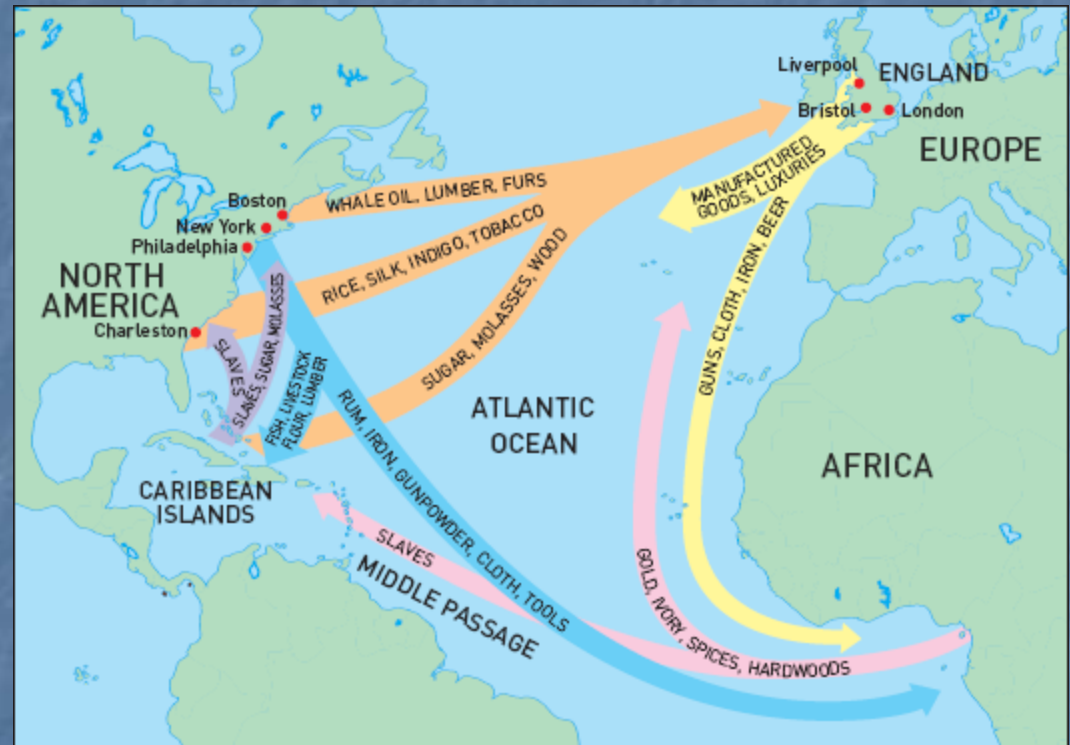 Liverpool
ENGLAND
Bristol
London
EUROPE
MANUFACTURED
GOODS, LUXURIES
GUNS, CLOTH, IRON, BEER
WHALE OIL, LUMBER, FURS
Boston
New York
Philadelphia
RICE, SILK, INDIGO, TOBACCO
NORTH
AMERICA
Charleston
SUGAR, MOLASSES, WOOD
SLAVES
SLAVES, SUGAR, MOLASSES
FISH, LIVESTOCK
FLOUR, LUMBER
RUM, IRON, GUNPOWDER, CLOTH, TOOLS
ATLANTIC
OCEAN
AFRICA
CARIBBEAN
ISLANDS
SLAVES
MIDDLE PASSAGE
GOLD, IVORY, SPICES, HARDWOODS